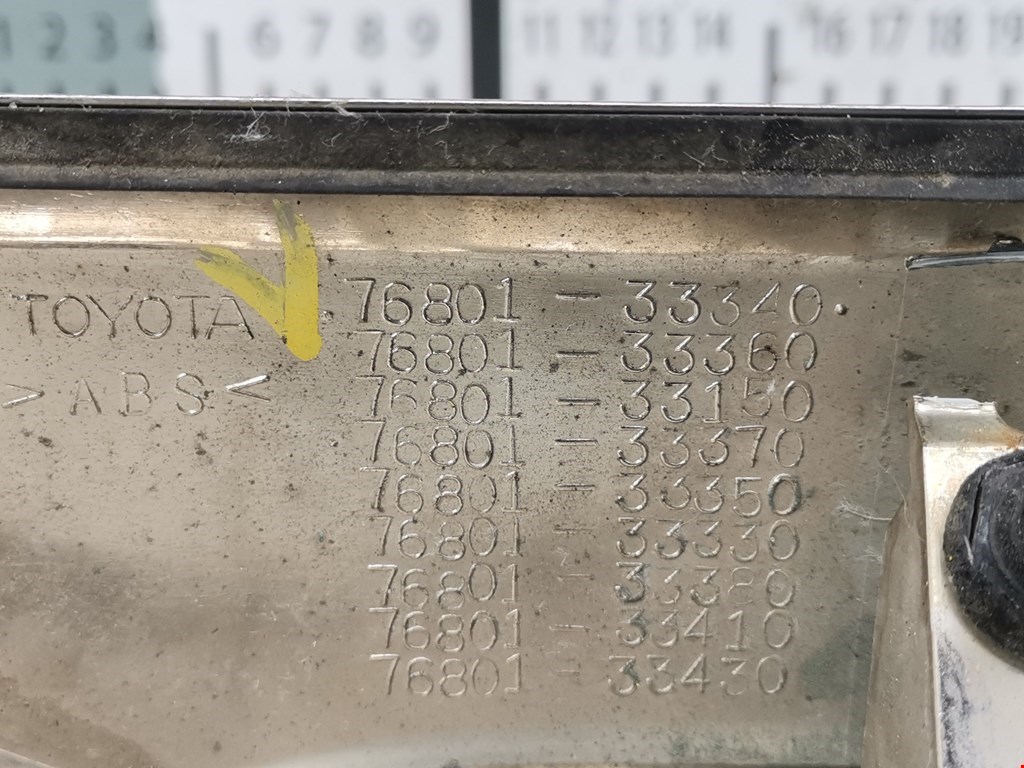 1 2 3 4 6 7 8 9 11 12 13 14 16 17 18 19
TOYOTA .76801 - 33340.
76801 - 33360
>ABS< 76801 - 33150
76801 - 33370
76801 - 33350
76801 - 33330
76801 - 33380
76801 - 33410
76801 - 33430